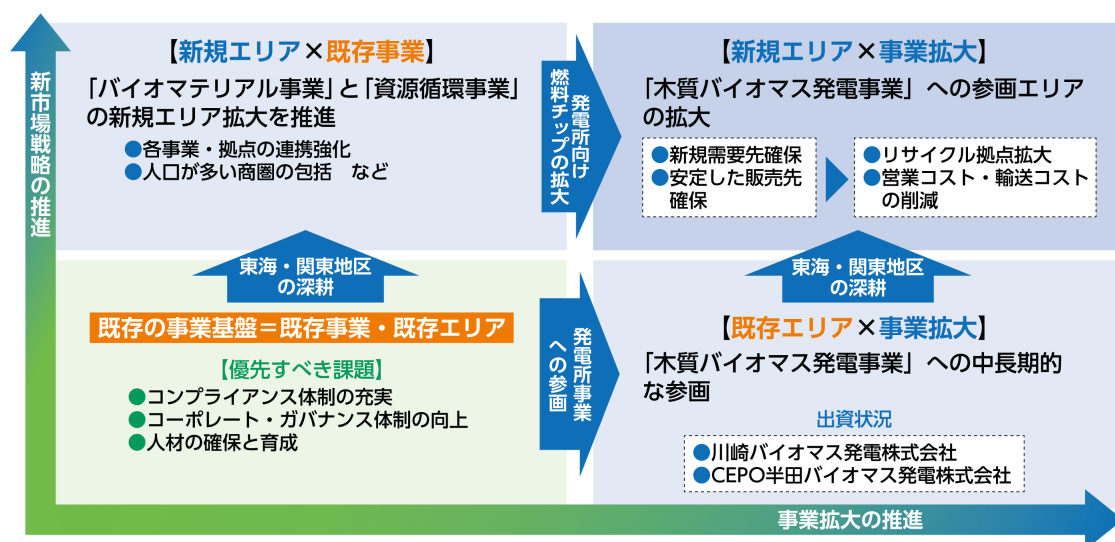 新市場戦略の推進
【新規エリア×既存事業】
「バイオマテリアル事業」と「資源循環事業」
の新規エリア拡大を推進
●各事業・拠点の連携強化
●人口が多い商圏の包括　など
発電所向け
燃料チップの拡大
【新規エリア×事業拡大】
「木質バイオマス発電事業」への参画エリア
の拡大
●新規需要先確保
●安定した販売先
確保
●リサイクル拠点拡大
●営業コスト・輸送コスト
の削減
東海・関東地区
の深耕
既存の事業基盤＝既存事業・既存エリア
【優先すべき課題】
●コンプライアンス体制の充実
●コーポレート・ガバナンス体制の向上
●人材の確保と育成
発電所事業
への参画
東海・関東地区
の深耕
【既存エリア×事業拡大】
「木質バイオマス発電事業」への中長期的
な参画
出資状況
●川崎バイオマス発電株式会社
●CEPO半田バイオマス発電株式会社
事業拡大の推進